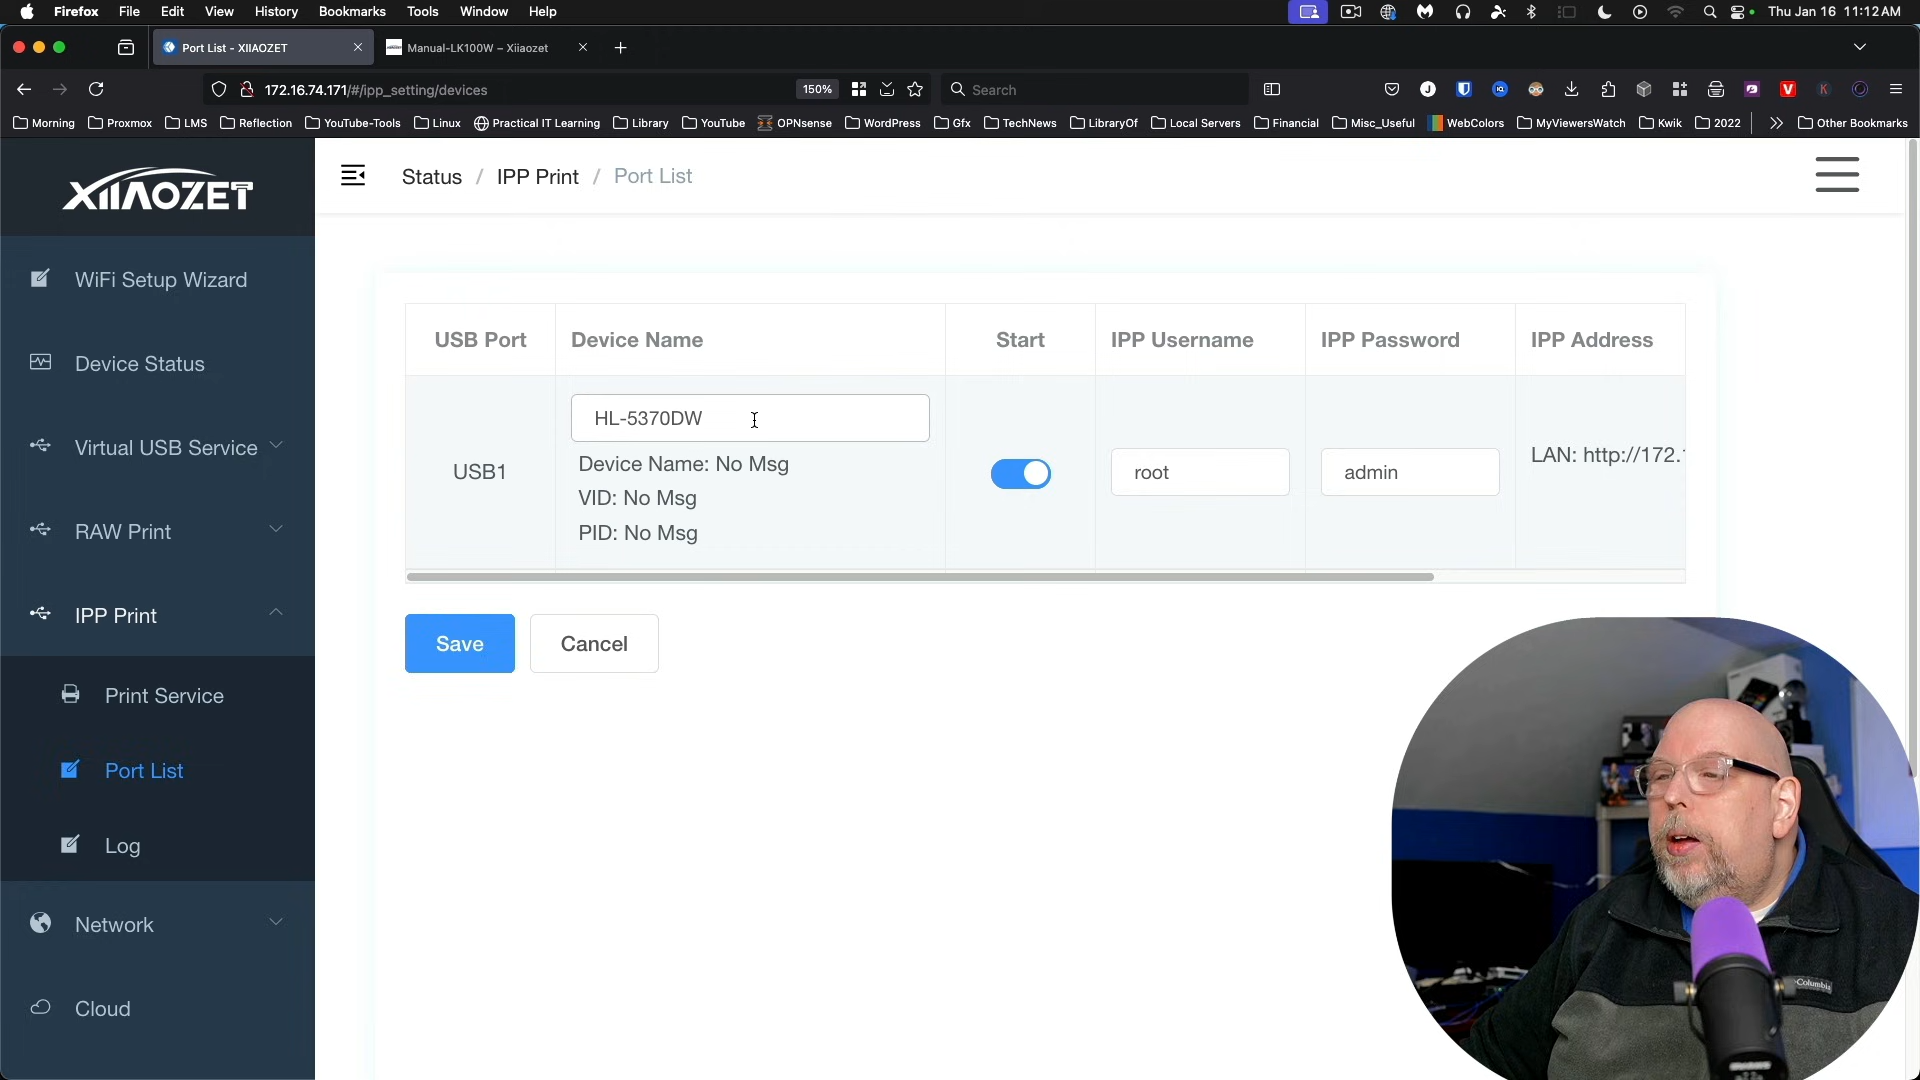 Firefox File Edit View History Bookmarks Tools Window Help Thu Jan 16 11:12 AM
Port List - XIIAOZET Manual-LK100W – Xiiaozet
172.16.74.171/#/ipp_setting/devices 150% Search
Morning Proxmox LMS Reflection YouTube-Tools Linux Practical IT Learning Library YouTube OPNsense WordPress Gfx TechNews LibraryOf Local Servers Financial Misc_Useful WebColors MyViewersWatch Kwik 2022 Other Bookmarks
XIIAOZET
Status / IPP Print / Port List
WiFi Setup Wizard
Device Status
Virtual USB Service
RAW Print
IPP Print
Print Service
Port List
Log
Network
Cloud
USB Port Device Name Start IPP Username IPP Password IPP Address
HL-5370DW
Device Name: No Msg
USB1 VID: No Msg root admin LAN: http://172.
PID: No Msg
Save Cancel
Columbia